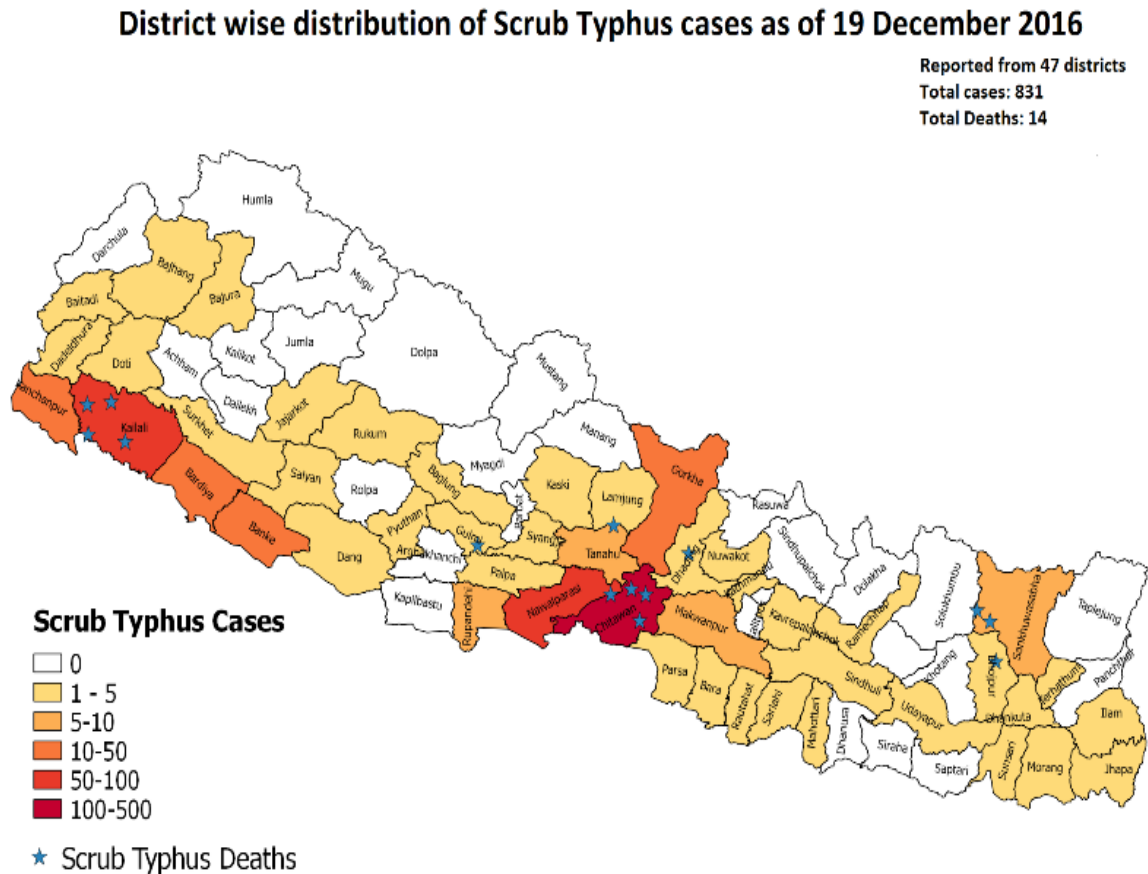 District wise distribution of Scrub Typhus cases as of 19 December 2016
Reported from 47 districts
Total cases: 831
Total Deaths: 14
Humla
Darchula
Bajhang
Mugu
Bajura
Baitadi
Jumla
Dolpa
Kalikot
Dadeldhura
Doti
Achham
Mustang
Dailekh
Kailali
Jajarkot
Surkhet
Rukum
Manang
Myagdi
Gorkha
Salyan
Baglung
Kaski
Lamjung
Bardiya
Rolpa
Parbat
Rasuwa
Pyuthan
Gulmi
Syangja
Sindhupalchok
Banke
Dang
Arghakhanchi
Tanahu
Dhading
Nuwakot
Dolakha
Solukhumbu
Sankhuwasabha
Taplejung
Palpa
Kapilbastu
Rupandehi
Nawalparasi
Chitawan
Makwanpur
Kavrepalanchok
Ramechhap
Bhojpur
Terhathum
Parsa
Bara
Rautahat
Sarlahi
Mahottari
Dhanusa
Sindhuli
Siraha
Udayapur
Saptari
Dhankuta
Sunsari
Morang
Ilam
Jhapa
Scrub Typhus Cases
0
1 - 5
5-10
10-50
50-100
100-500
Scrub Typhus Deaths